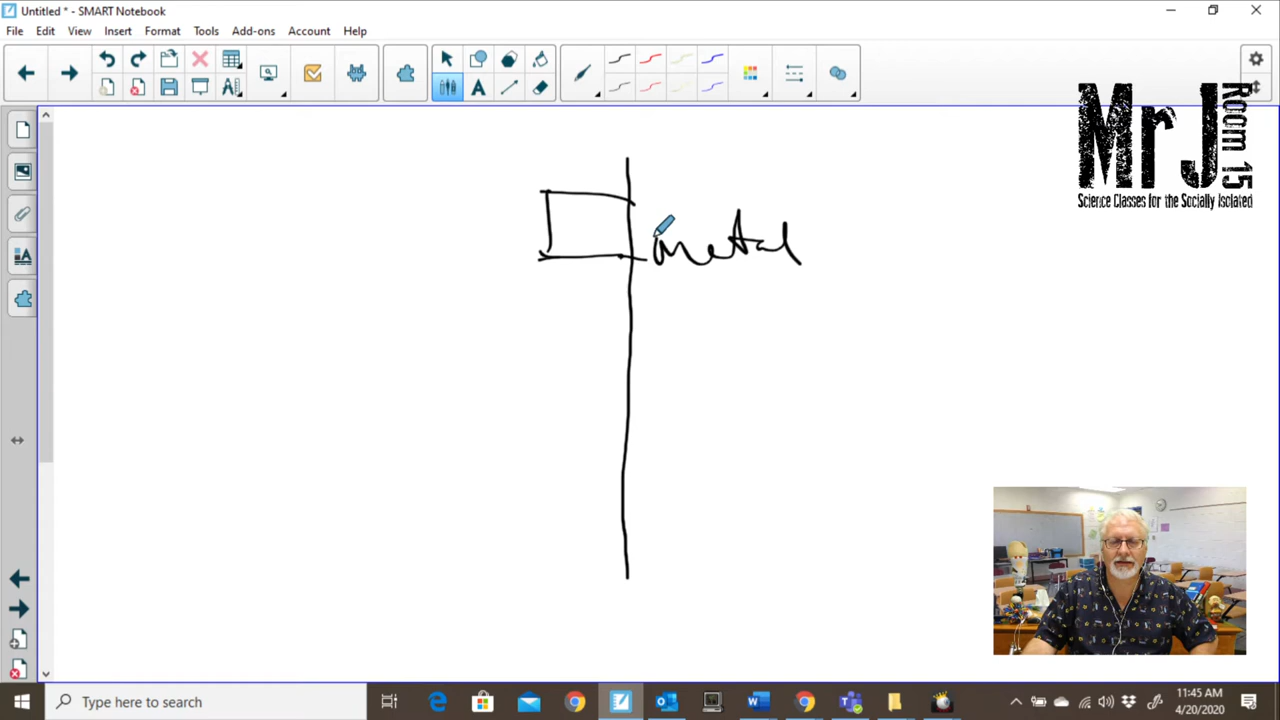 Untitled * - SMART Notebook
File Edit View Insert Format Tools Add-ons Account Help
MrJ
Room 15
Science Classes for the Socially Isolated
metal
Type here to search
11:45 AM
4/20/2020